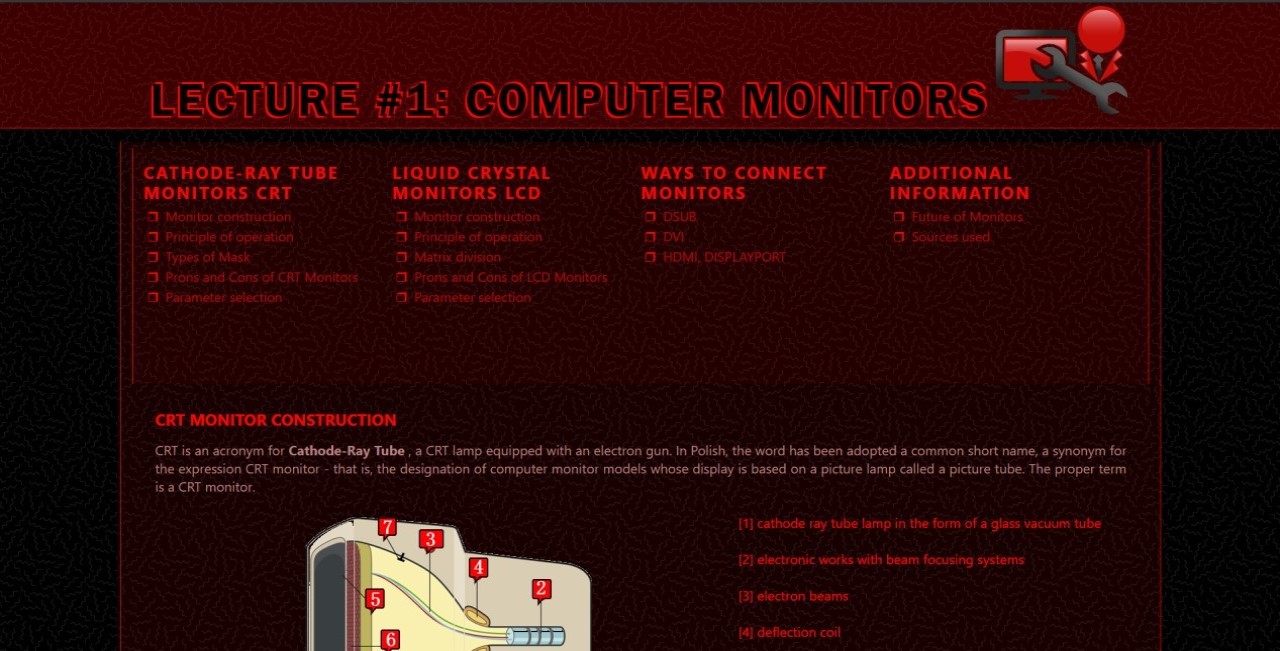 LECTURE #1: COMPUTER MONITORS
CATHODE-RAY TUBE
MONITORS CRT
Monitor construction
Principle of operation
Types of Mask
Prons and Cons of CRT Monitors
Parameter selection
LIQUID CRYSTAL
MONITORS LCD
Monitor construction
Principle of operation
Matrix division
Prons and Cons of LCD Monitors
Parameter selection
WAYS TO CONNECT
MONITORS
DSUB
DVI
HDMI, DISPLAYPORT
ADDITIONAL
INFORMATION
Future of Monitors
Sources used
CRT MONITOR CONSTRUCTION
CRT is an acronym for Cathode-Ray Tube , a CRT lamp equipped with an electron gun. In Polish, the word has been adopted a common short name, a synonym for
the expression CRT monitor - that is, the designation of computer monitor models whose display is based on a picture lamp called a picture tube. The proper term
is a CRT monitor.
7
3
4
2
5
6
[1] cathode ray tube lamp in the form of a glass vacuum tube
[2] electronic works with beam focusing systems
[3] electron beams
[4] deflection coil